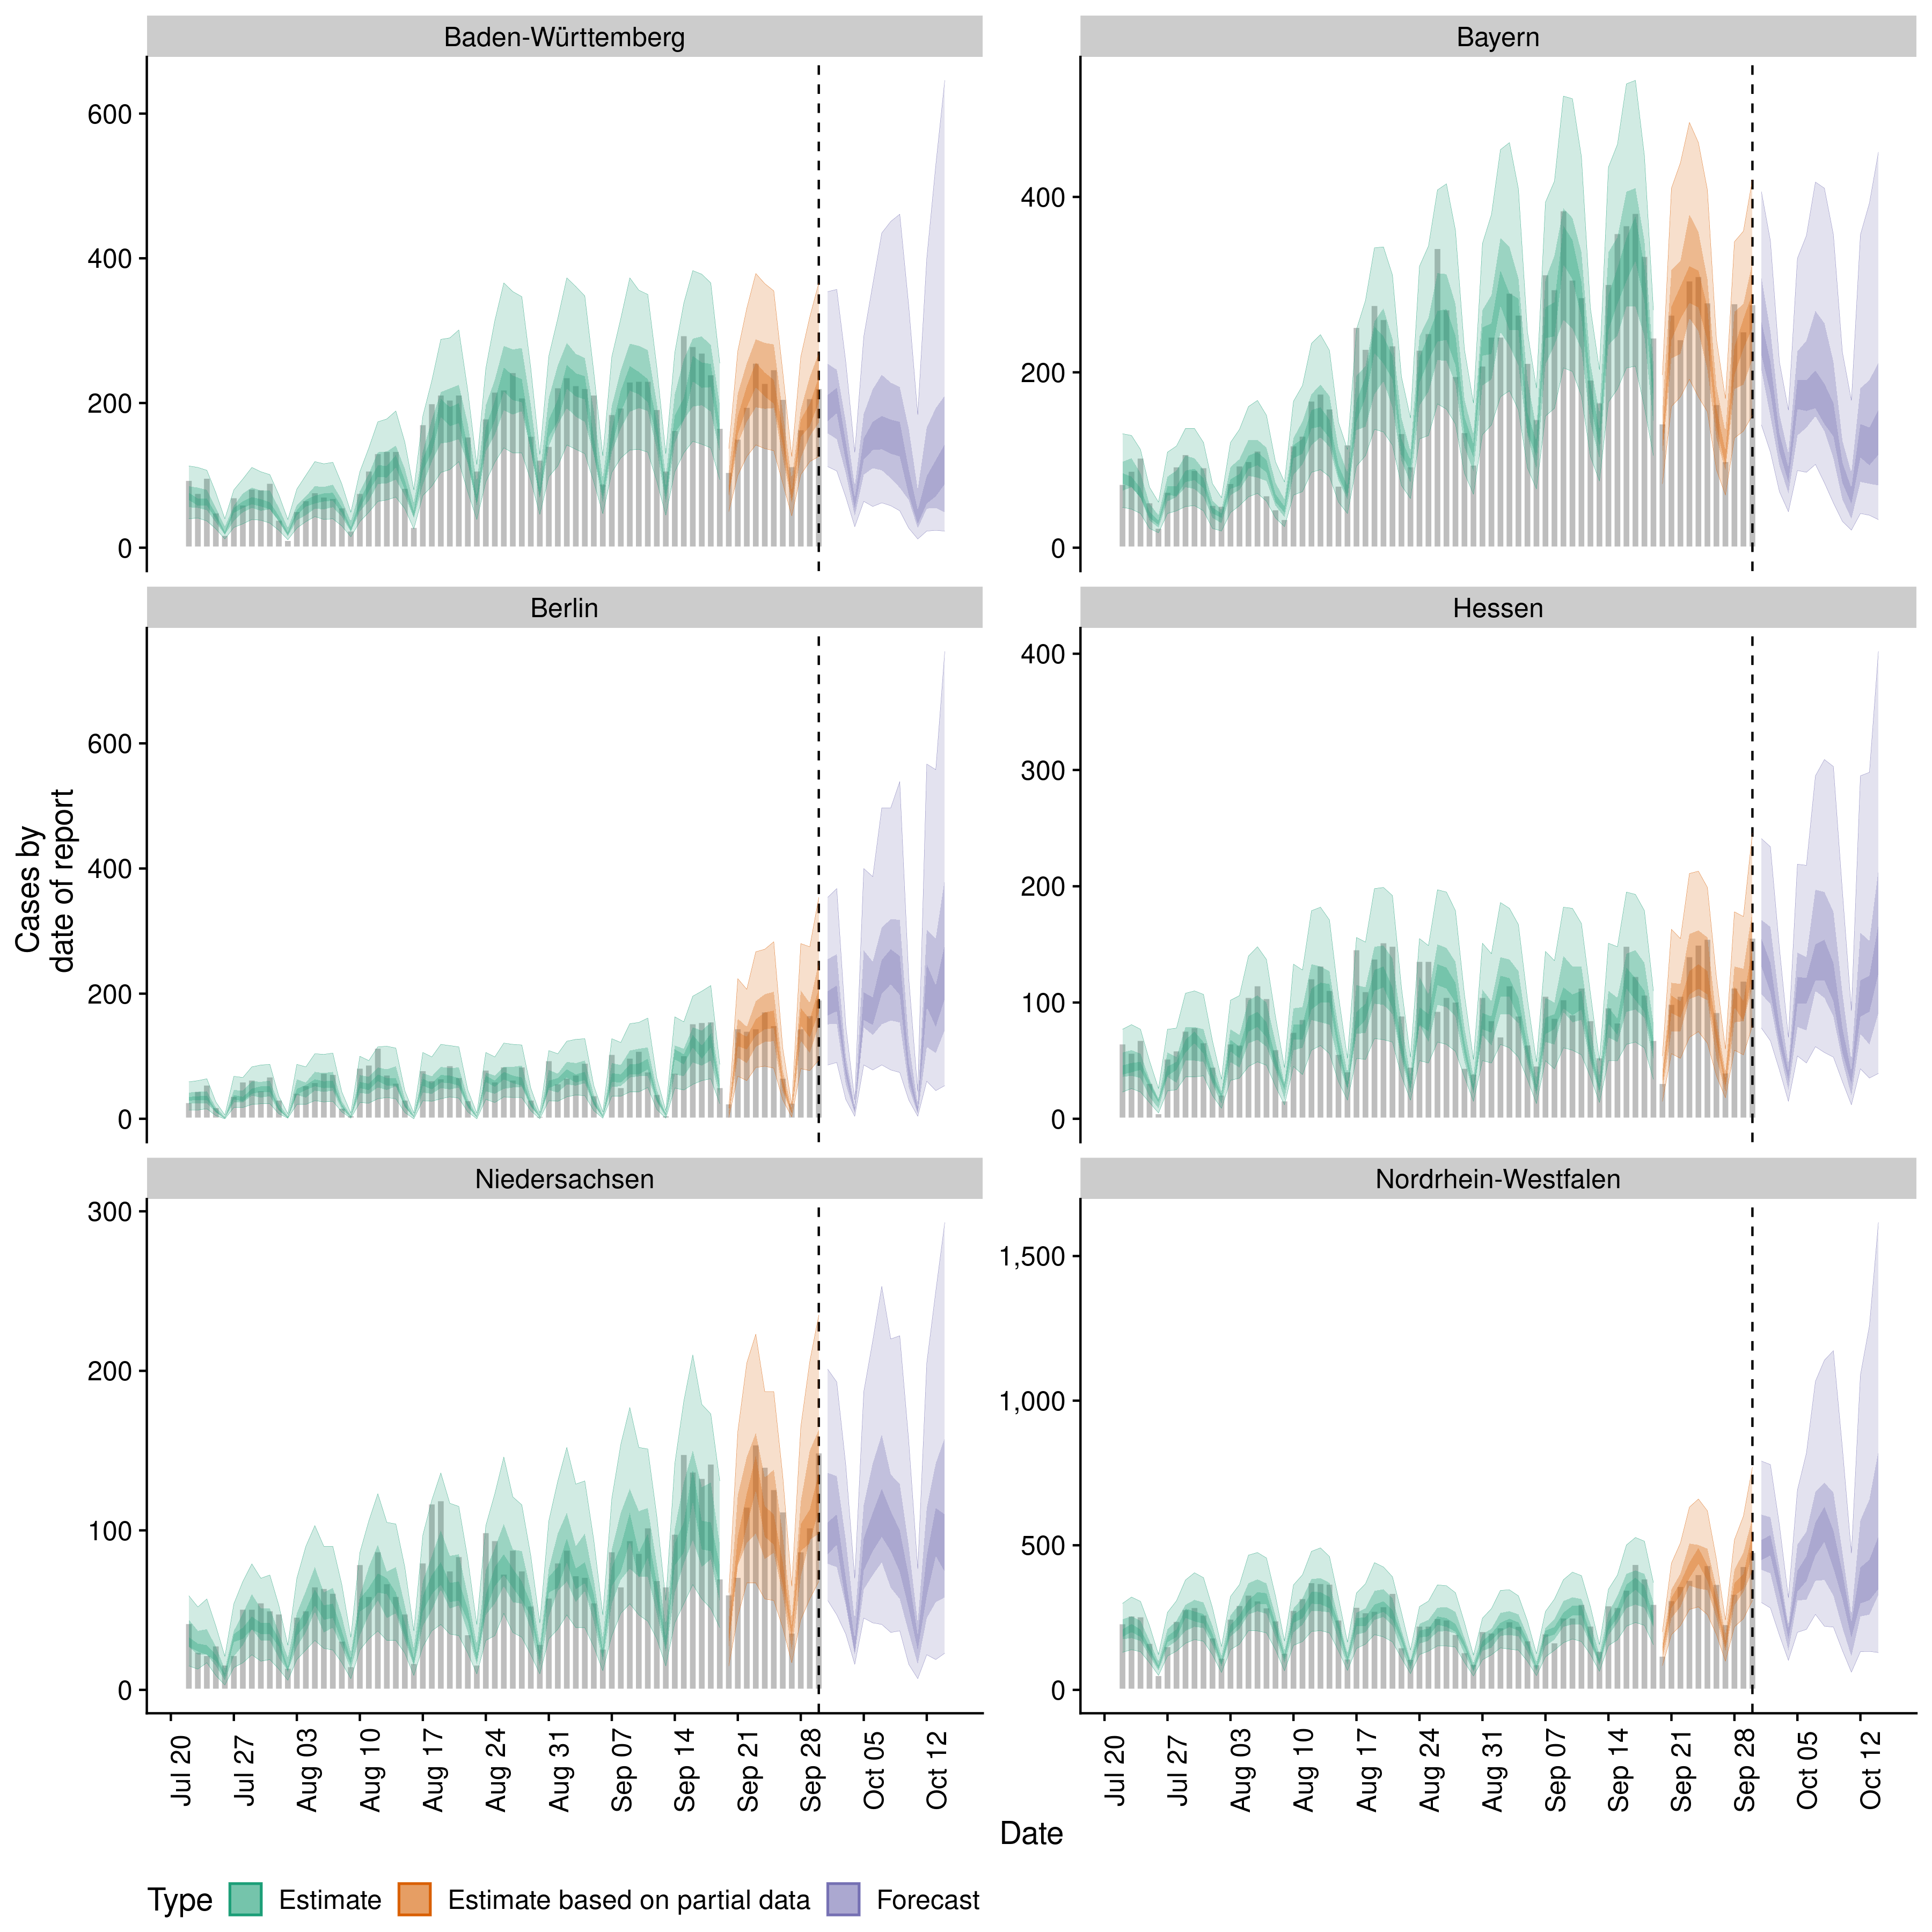 Baden-Württemberg
Bayern
600
400
200
0
400
200
0
Berlin
Hessen
600
400
200
0
400
300
200
100
0
Cases by
date of report
Niedersachsen
Nordrhein-Westfalen
300
200
100
0
1,500
1,000
500
0
Jul 20
Jul 27
Aug 03
Aug 10
Aug 17
Aug 24
Aug 31
Sep 07
Sep 14
Sep 21
Sep 28
Oct 05
Oct 12
Jul 20
Jul 27
Aug 03
Aug 10
Aug 17
Aug 24
Aug 31
Sep 07
Sep 14
Sep 21
Sep 28
Oct 05
Oct 12
Date
Type Estimate Estimate based on partial data Forecast